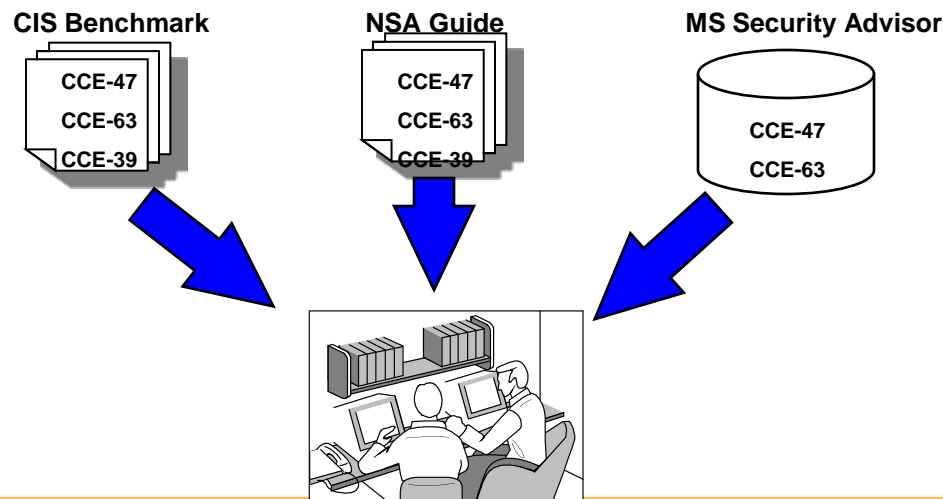 CIS Benchmark
CCE-47
CCE-63
CCE-39
NSA Guide
CCE-47
CCE-63
CCE-39
MS Security Advisor
CCE-47
CCE-63